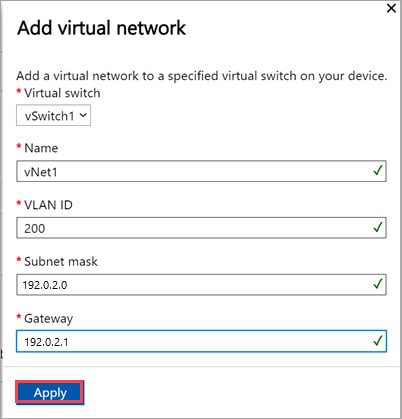 Add virtual network
Add a virtual network to a specified virtual switch on your device.
* Virtual switch
vSwitch1
* Name
vNet1
* VLAN ID
200
* Subnet mask
192.0.2.0
* Gateway
192.0.2.1
Apply